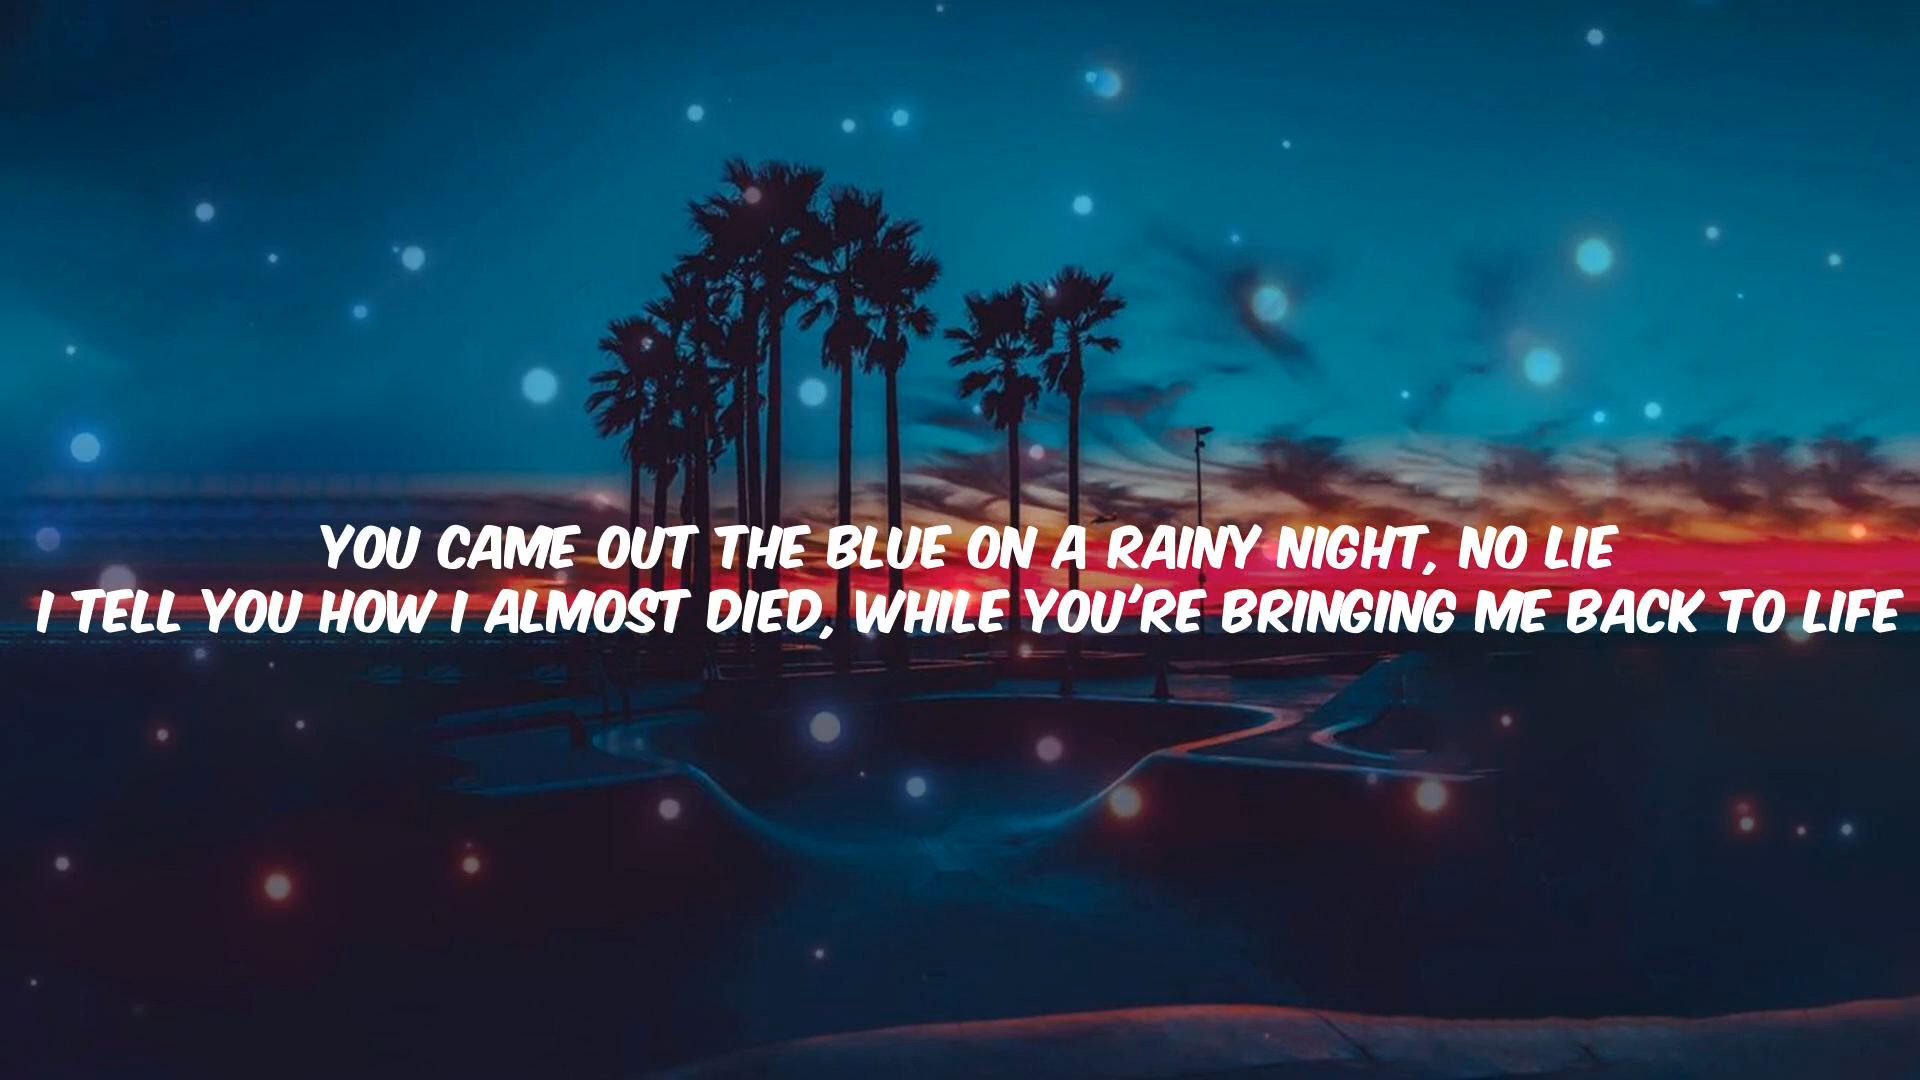 YOU CAME OUT THE BLUE ON A RAINY NIGHT, NO LIE
I TELL YOU HOW I ALMOST DIED, WHILE YOU'RE BRINGING ME BACK TO LIFE